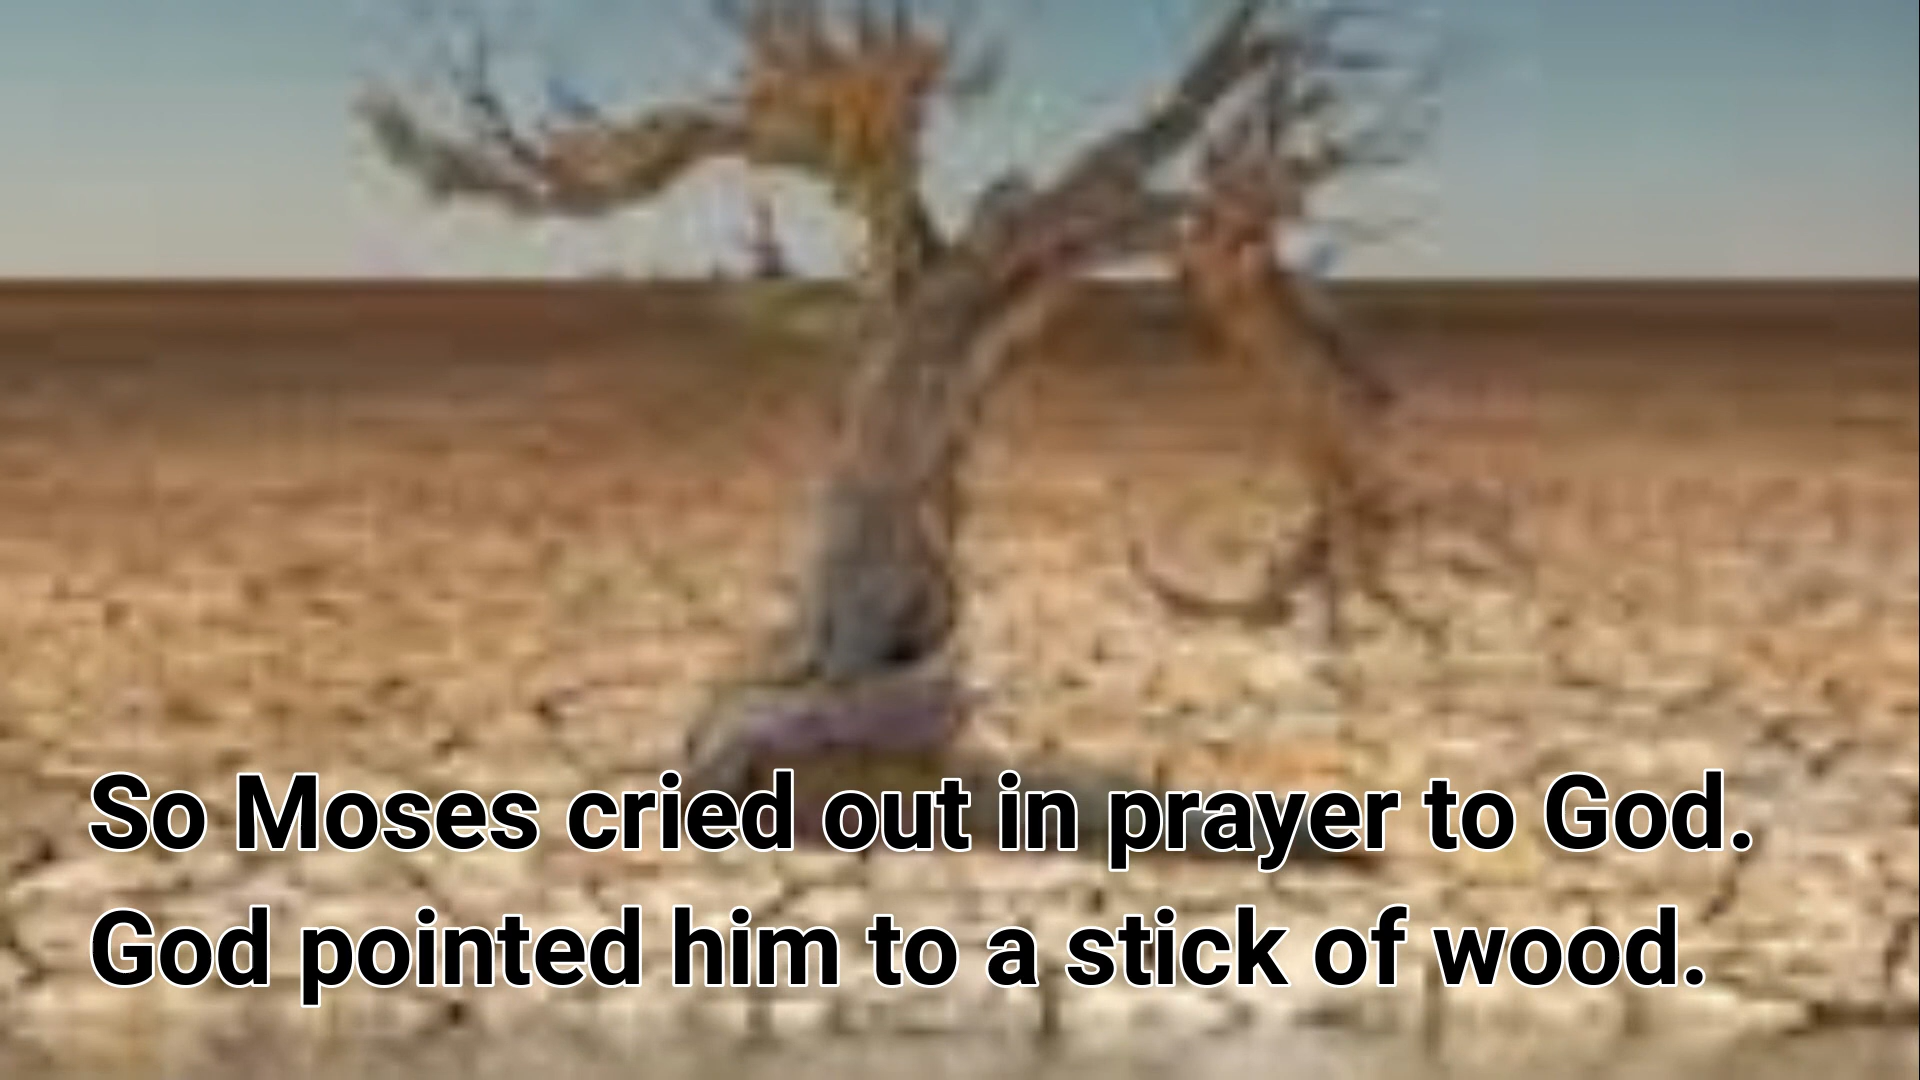 So Moses cried out in prayer to God.
God pointed him to a stick of wood.